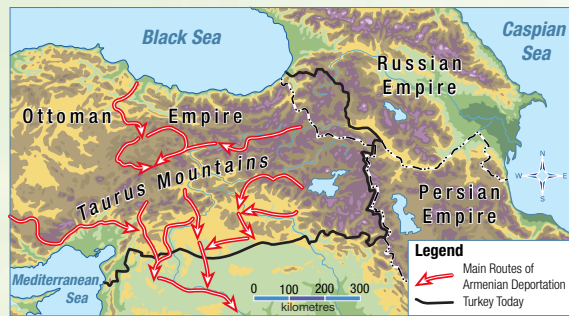 Black Sea
Caspian
Sea
Russian
Empire
Ottoman Empire
Taurus Mountains
Persian
Empire
N
W E
S
Mediterranean
Sea
0 100 200 300
kilometres
Legend
Main Routes of
Armenian Deportation
Turkey Today